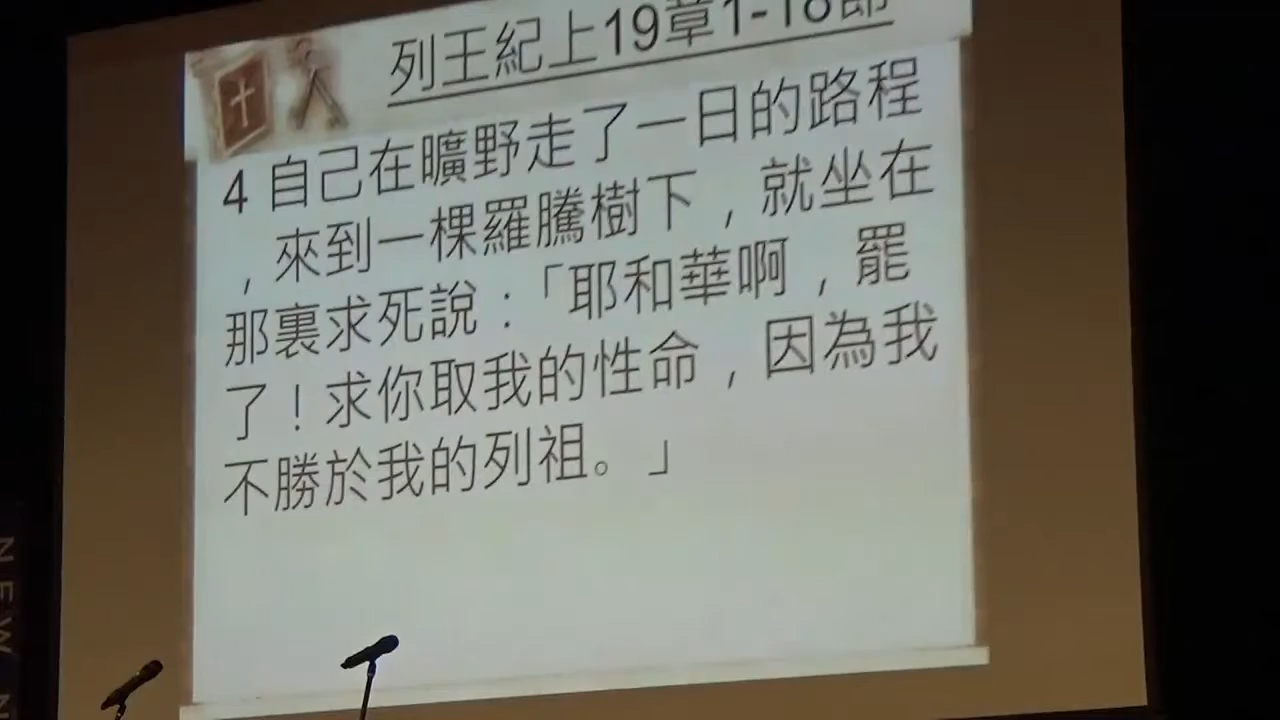 列王紀上19章1-18節
4 自己在曠野走了一日的路程
，來到一棵羅騰樹下，就坐在
那裏求死說：「耶和華啊，罷
了！求你取我的性命，因為我
不勝於我的列祖。」
NEW N